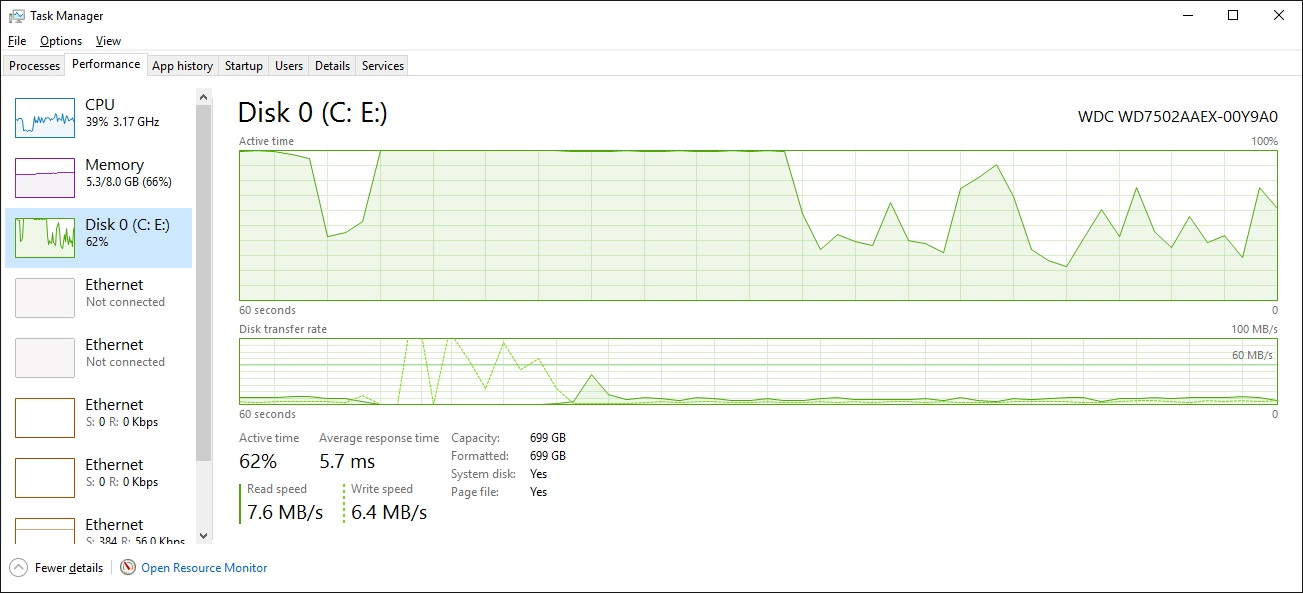 Task Manager
File Options View
Processes Performance App history Startup Users Details Services
CPU
39% 3.17 GHz
Memory
5.3/8.0 GB (66%)
Disk 0 (C: E:)
62%
Ethernet
Not connected
Ethernet
Not connected
Ethernet
S: 0 R: 0 Kbps
Ethernet
S: 0 R: 0 Kbps
Ethernet
S: 384 R: 56.0 Kbps
Disk 0 (C: E:)
WDC WD7502AAEX-00Y9A0
Active time 100%
60 seconds 0
Disk transfer rate 100 MB/s
60 MB/s
60 seconds 0
Active time Average response time
62% 5.7 ms
Read speed Write speed
7.6 MB/s 6.4 MB/s
Capacity: 699 GB
Formatted: 699 GB
System disk: Yes
Page file: Yes
Fewer details Open Resource Monitor